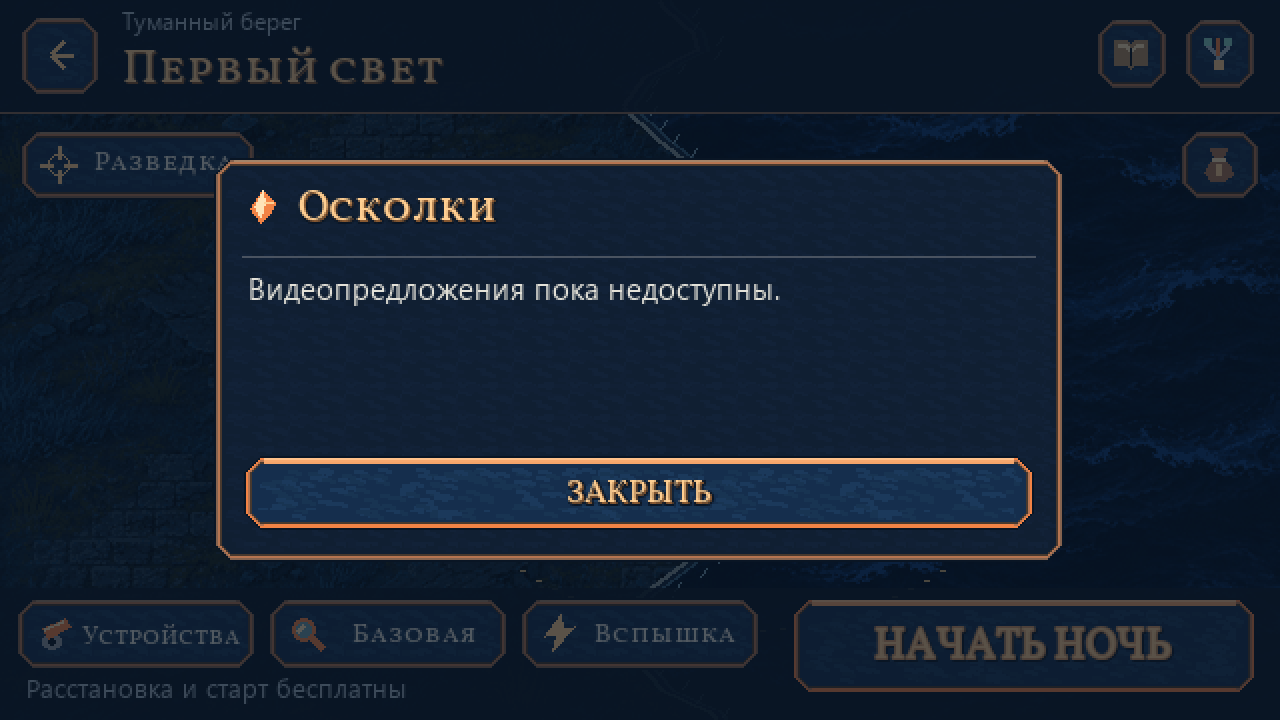 Туманный берег
Первый свет
Разведка
Осколки
Видеопредложения пока недоступны.
ЗАКРЫТЬ
Устройства
Базовая
Вспышка
НАЧАТЬ НОЧЬ
Расстановка и старт бесплатны